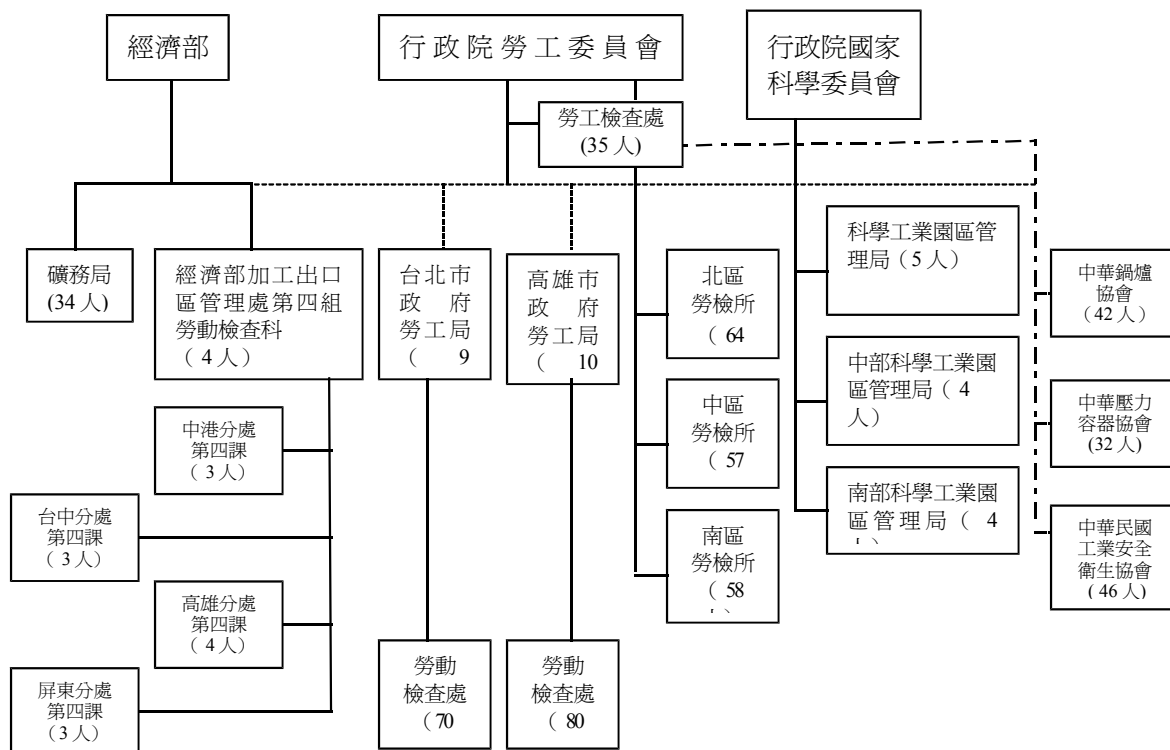 經濟部
行政院勞工委員會
行政院國家
科學委員會
勞工檢查處
(35人)
礦務局
(34人)
經濟部加工出口
區管理處第四組
勞動檢查科
（4人）
台北市
政府
勞工局
（ 9
高雄市
政府
勞工局
（ 10
北區
勞檢所
（64
中區
勞檢所
（57
南區
勞檢所
（58
科學工業園區管
理局（5人）
中部科學工業園
區管理局（4
人）
南部科學工業園
區管理局（4
中華鍋爐
協會
（42人）
中華壓力
容器協會
(32人)
中華民國
工業安全
衛生協會
（46人）
中港分處
第四課
（3人）
台中分處
第四課
（3人）
高雄分處
第四課
（4人）
屏東分處
第四課
（3人）
勞動
檢查處
（70
勞動
檢查處
（80